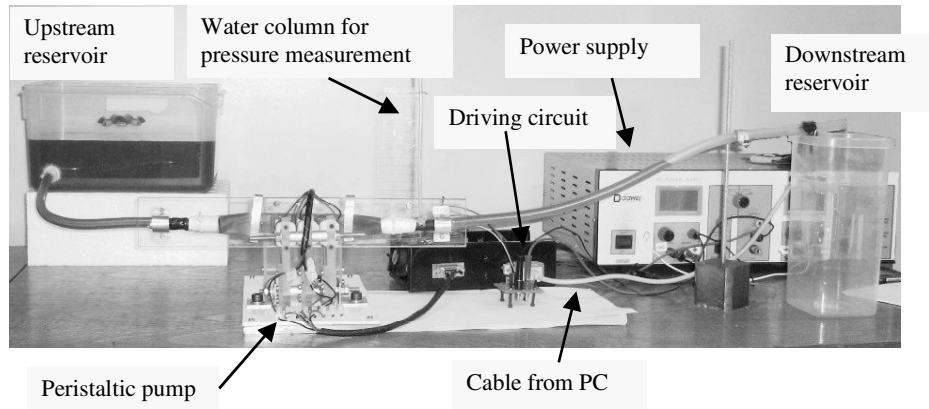 Upstream
reservoir
Water column for
pressure measurement
Power supply
Downstream
reservoir
Driving circuit
Peristaltic pump
Cable from PC